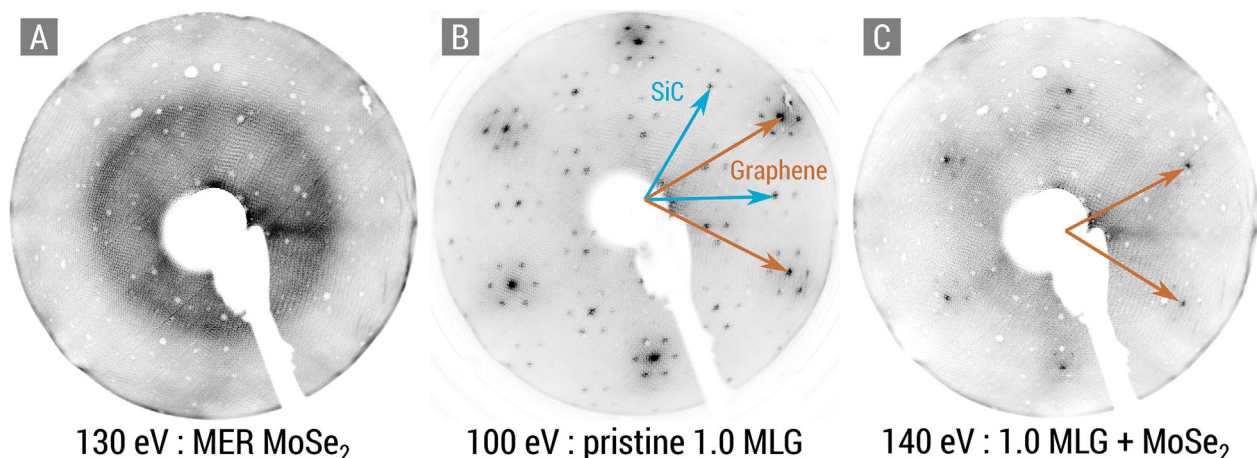 A
B
C
SiC
Graphene
130 eV : MER MoSe₂
100 eV : pristine 1.0 MLG
140 eV : 1.0 MLG + MoSe₂